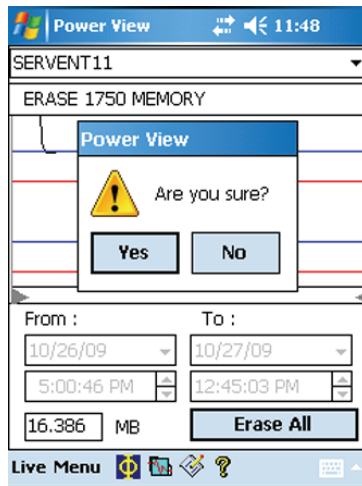 Power View 11:48
SERVENT11
ERASE 1750 MEMORY
Power View
Are you sure?
Yes No
From : To :
10/26/09 10/27/09
5:00:46 PM 12:45:03 PM
16.386 MB Erase All
Live Menu ?